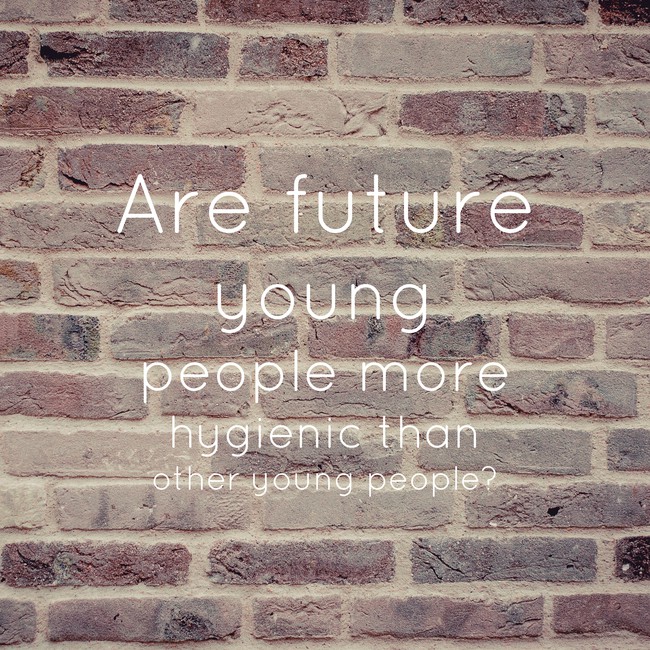 Are future
young
people more
hygienic than
other young people?